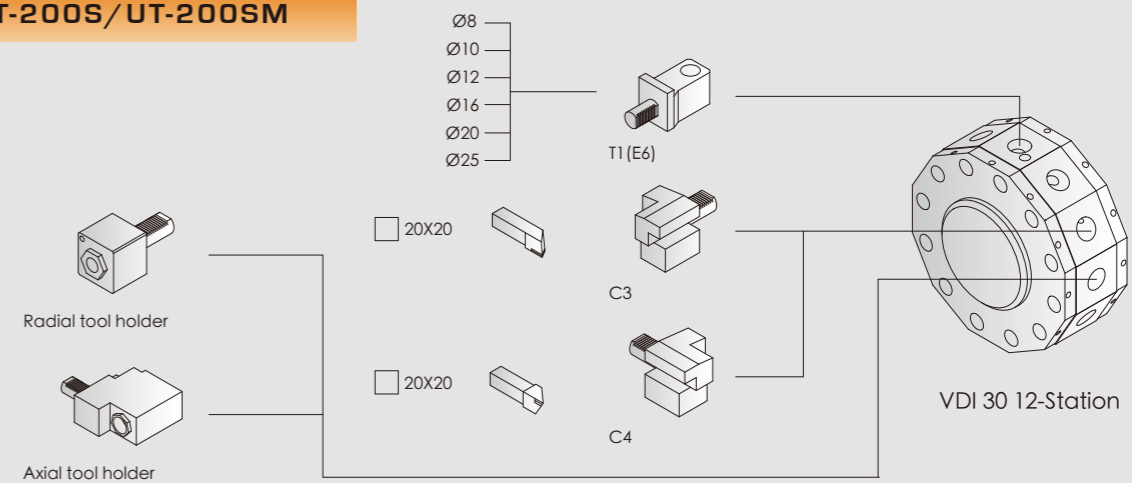 T-200S/UT-200SM
Ø8
Ø10
Ø12
Ø16
Ø20
Ø25
T1(E6)
20X20
C3
Radial tool holder
20X20
C4
VDI 30 12-Station
Axial tool holder